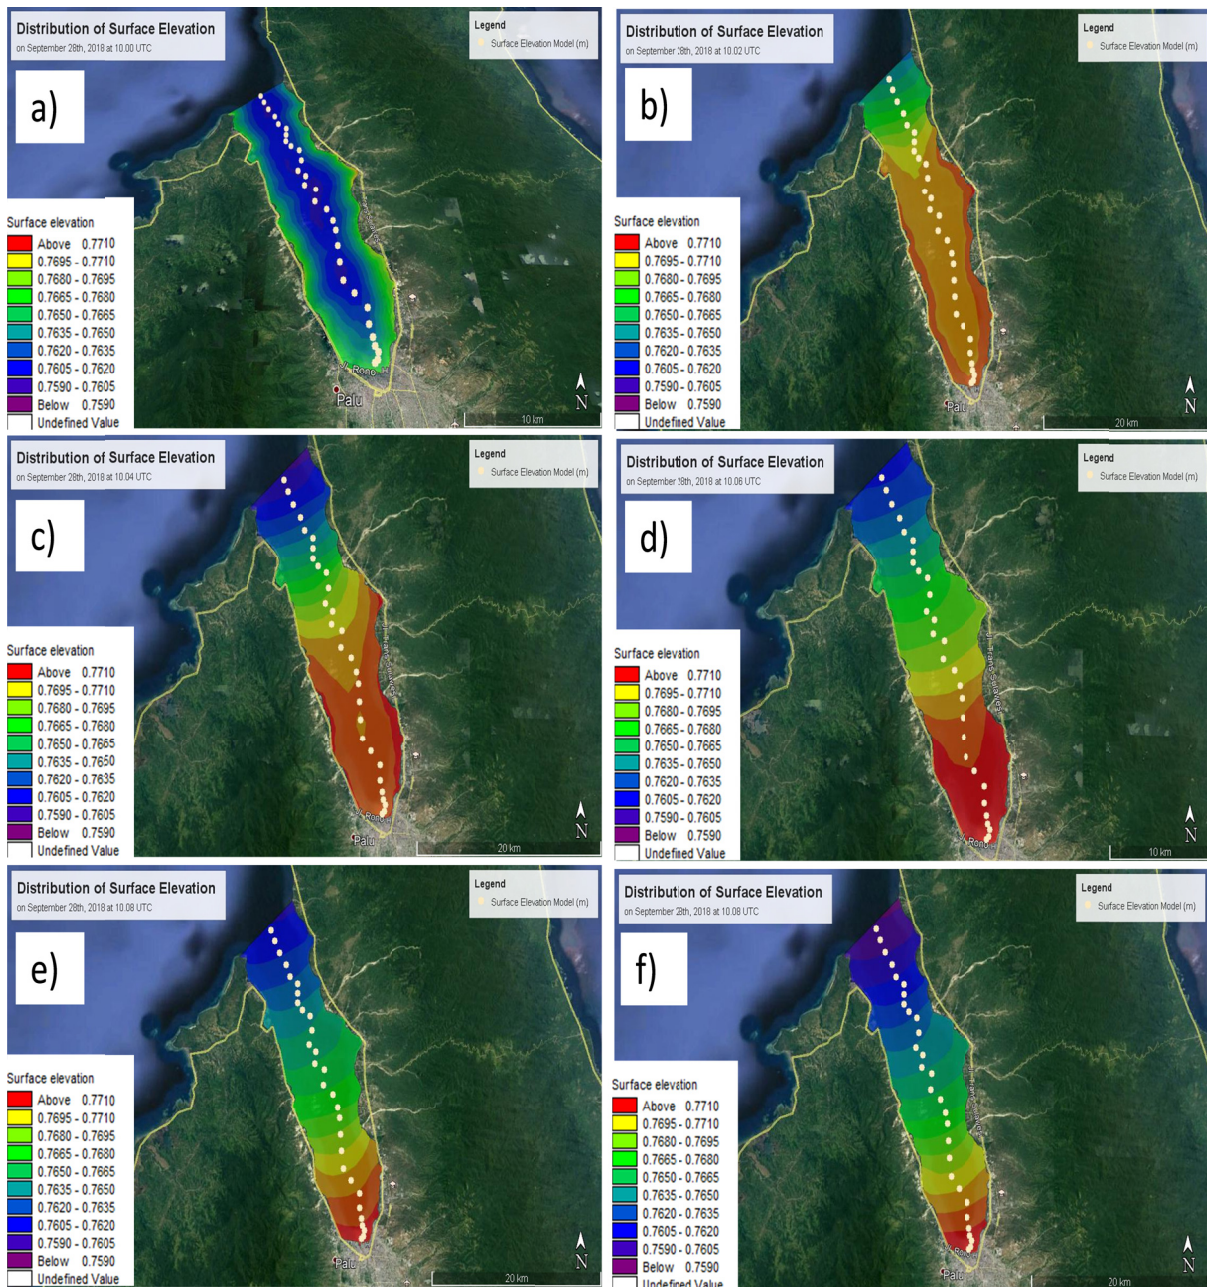 Distribution of Surface Elevation
on September 28th, 2018 at 10.00 UTC
Legend
Surface Elevation Model (m)
a)
Surface elevation
Above 0.7710
0.7695 - 0.7710
0.7680 - 0.7695
0.7665 - 0.7680
0.7650 - 0.7665
0.7635 - 0.7650
0.7620 - 0.7635
0.7605 - 0.7620
0.7590 - 0.7605
Below 0.7590
Undefined Value
Jl. Rono
Palu
N
10 km
Distribution of Surface Elevation
on September 28th, 2018 at 10.02 UTC
Legend
Surface Elevation Model (m)
b)
Surface elevation
Above 0.7710
0.7695 - 0.7710
0.7680 - 0.7695
0.7665 - 0.7680
0.7650 - 0.7665
0.7635 - 0.7650
0.7620 - 0.7635
0.7605 - 0.7620
0.7590 - 0.7605
Below 0.7590
Undefined Value
Palu
N
20 km
Distribution of Surface Elevation
on September 28th, 2018 at 10.04 UTC
Legend
Surface Elevation Model (m)
c)
Surface elevation
Above 0.7710
0.7695 - 0.7710
0.7680 - 0.7695
0.7665 - 0.7680
0.7650 - 0.7665
0.7635 - 0.7650
0.7620 - 0.7635
0.7605 - 0.7620
0.7590 - 0.7605
Below 0.7590
Undefined Value
Palu
N
20 km
Distribution of Surface Elevation
on September 28th, 2018 at 10.06 UTC
Legend
Surface Elevation Model (m)
d)
Surface elevation
Above 0.7710
0.7695 - 0.7710
0.7680 - 0.7695
0.7665 - 0.7680
0.7650 - 0.7665
0.7635 - 0.7650
0.7620 - 0.7635
0.7605 - 0.7620
0.7590 - 0.7605
Below 0.7590
Undefined Value
N
10 km
Distribution of Surface Elevation
on September 28th, 2018 at 10.08 UTC
Legend
Surface Elevation Model (m)
e)
Surface elevation
Above 0.7710
0.7695 - 0.7710
0.7680 - 0.7695
0.7665 - 0.7680
0.7650 - 0.7665
0.7635 - 0.7650
0.7620 - 0.7635
0.7605 - 0.7620
0.7590 - 0.7605
Below 0.7590
Undefined Value
Palu
N
20 km
Distribution of Surface Elevation
on September 28th, 2018 at 10.08 UTC
Legend
Surface Elevation Model (m)
f)
Surface elevation
Above 0.7710
0.7695 - 0.7710
0.7680 - 0.7695
0.7665 - 0.7680
0.7650 - 0.7665
0.7635 - 0.7650
0.7620 - 0.7635
0.7605 - 0.7620
0.7590 - 0.7605
Below 0.7590
Undefined Value
Palu
N
20 km